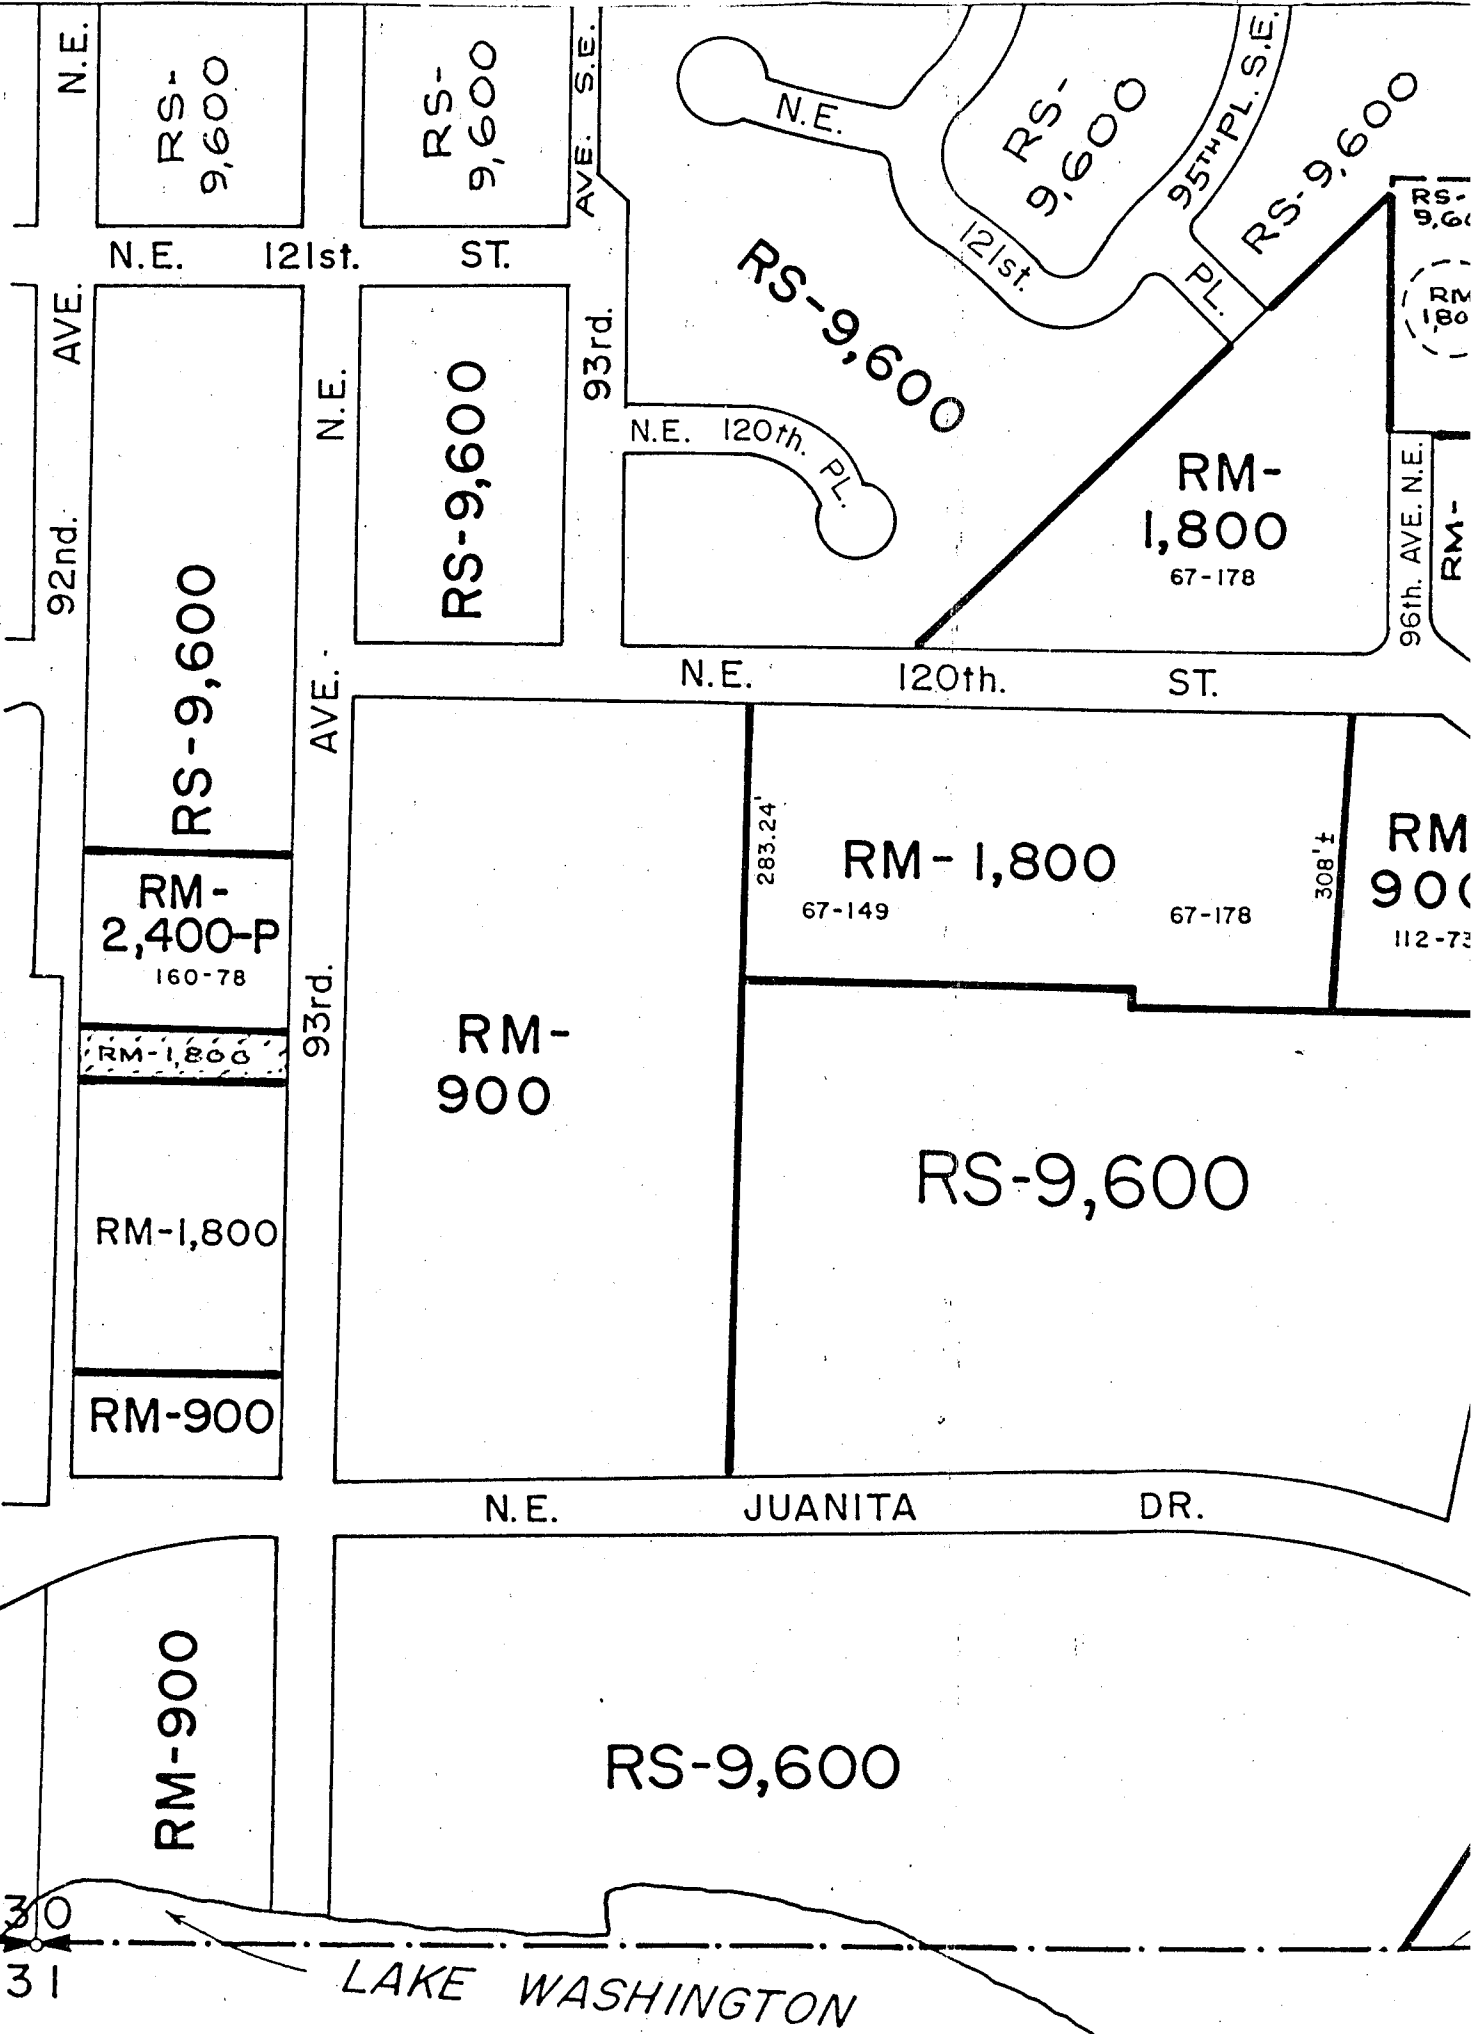 N.E.
RS-
9,600
RS-
9,600
AVE. S.E.
N.E.
RS-
9,600
95TH PL. S.E.
RS-9,600
RS-
N.E. 121st. ST.
RS-9,600
121st.
PL.
RM
AVE.
N.E.
93rd.
RS-9,600
N.E. 120th. PL.
RM-
1,800
67-178
96th. AVE. N.E.
RM-
92nd.
RS-9,600
N.E. 120th. ST.
AVE.
283.24'
RM-1,800
67-149
67-178
308'±
RM
900
112-73
RM-
2,400-P
160-78
93rd.
RM-1,800
RM-
900
RS-9,600
RM-1,800
RM-900
N.E. JUANITA DR.
RM-900
RS-9,600
30
31
LAKE WASHINGTON